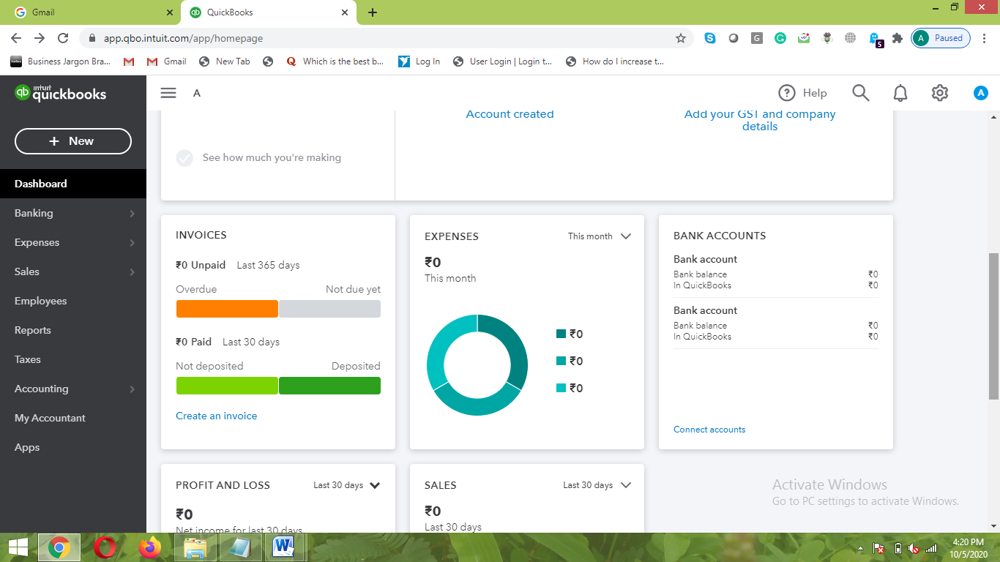 Gmail
QuickBooks
app.qbo.intuit.com/app/homepage
G
G
5
A Paused
Business Jargon Bra...
Gmail
New Tab
Which is the best b...
Log In
User Login | Login t...
How do I increase t...
intuit
qb quickbooks
A
Help
A
+ New
Dashboard
Banking
Expenses
Sales
Employees
Reports
Taxes
Accounting
My Accountant
Apps
See how much you're making
Account created
Add your GST and company
details
INVOICES
₹0 Unpaid Last 365 days
Overdue Not due yet
₹0 Paid Last 30 days
Not deposited Deposited
Create an invoice
EXPENSES This month
₹0
This month
₹0
₹0
₹0
BANK ACCOUNTS
Bank account
Bank balance ₹0
In QuickBooks ₹0
Bank account
Bank balance ₹0
In QuickBooks ₹0
Connect accounts
PROFIT AND LOSS Last 30 days
₹0
Net income for last 30 days
SALES Last 30 days
₹0
Last 30 days
Activate Windows
Go to PC settings to activate Windows.
4:20 PM
10/5/2020